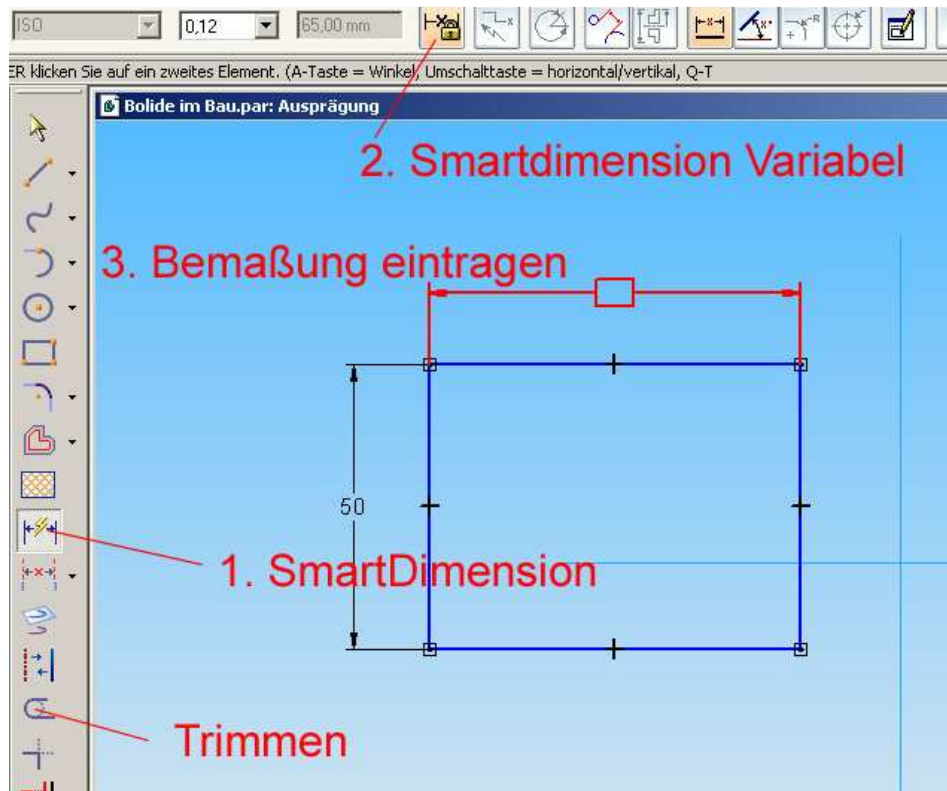 ISO 0,12 65,00 mm
ER klicken Sie auf ein zweites Element. (A-Taste = Winkel, Umschalttaste = horizontal/vertikal, Q-T
Bolide im Bau.par: Ausprägung
2. Smartdimension Variabel
3. Bemaßung eintragen
50
1. SmartDimension
Trimmen